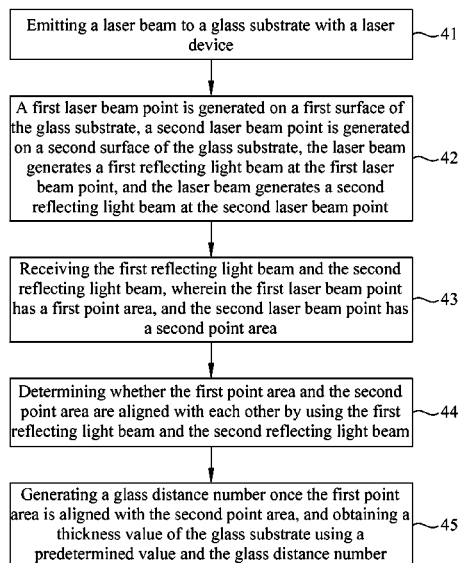 Emitting a laser beam to a glass substrate with a laser
device
41
A first laser beam point is generated on a first surface of
the glass substrate, a second laser beam point is generated
on a second surface of the glass substrate, the laser beam
generates a first reflecting light beam at the first laser
beam point, and the laser beam generates a second
reflecting light beam at the second laser beam point
42
Receiving the first reflecting light beam and the second
reflecting light beam, wherein the first laser beam point
has a first point area, and the second laser beam point has
a second point area
43
Determining whether the first point area and the second
point area are aligned with each other by using the first
reflecting light beam and the second reflecting light beam
44
Generating a glass distance number once the first point
area is aligned with the second point area, and obtaining a
thickness value of the glass substrate using a
predetermined value and the glass distance number
45